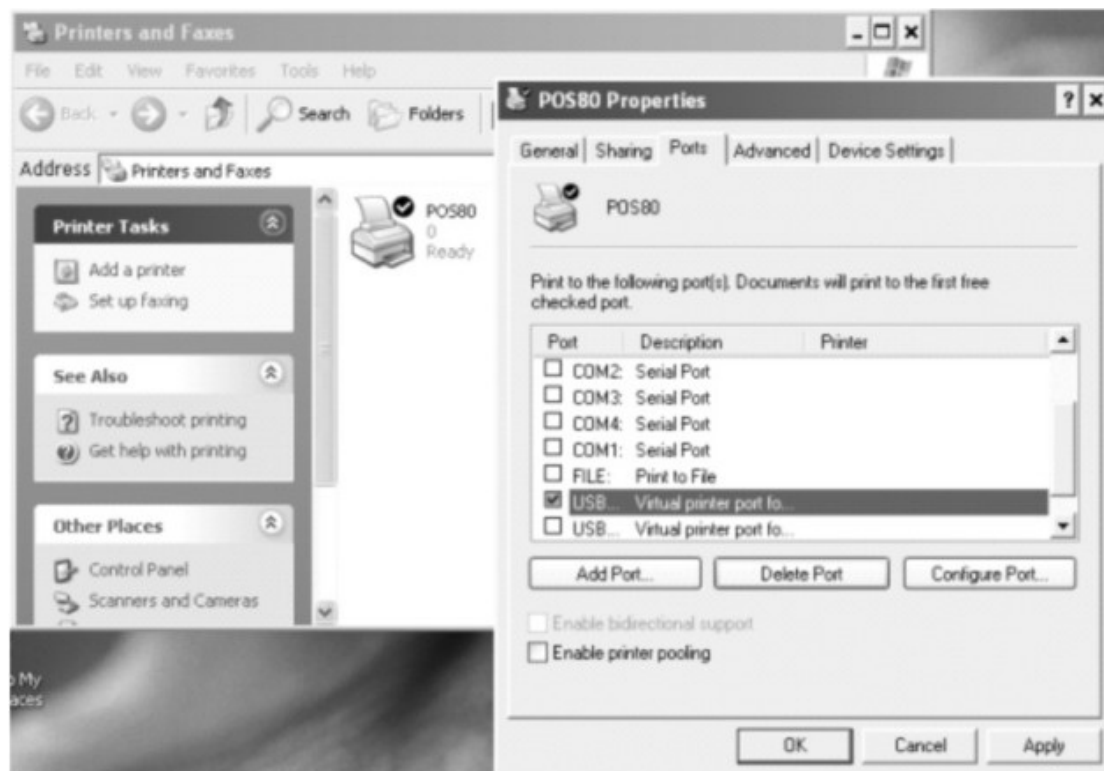 Printers and Faxes
File Edit View Favorites Tools Help
Back Search Folders
Address Printers and Faxes
Printer Tasks
Add a printer
Set up faxing
See Also
Troubleshoot printing
Get help with printing
Other Places
Control Panel
Scanners and Cameras
POS80
0
Ready
My
POS80 Properties
General Sharing Ports Advanced Device Settings
POS80
Print to the following port(s). Documents will print to the first free
checked port.
Port Description Printer
COM2: Serial Port
COM3: Serial Port
COM4: Serial Port
COM1: Serial Port
FILE: Print to File
USB... Virtual printer port fo...
USB... Virtual printer port fo...
Add Port... Delete Port Configure Port...
Enable bidirectional support
Enable printer pooling
OK Cancel Apply